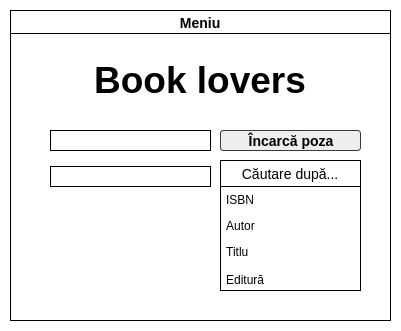 Meniu
Book lovers
Încarcă poza
Căutare după...
ISBN
Autor
Titlu
Editură